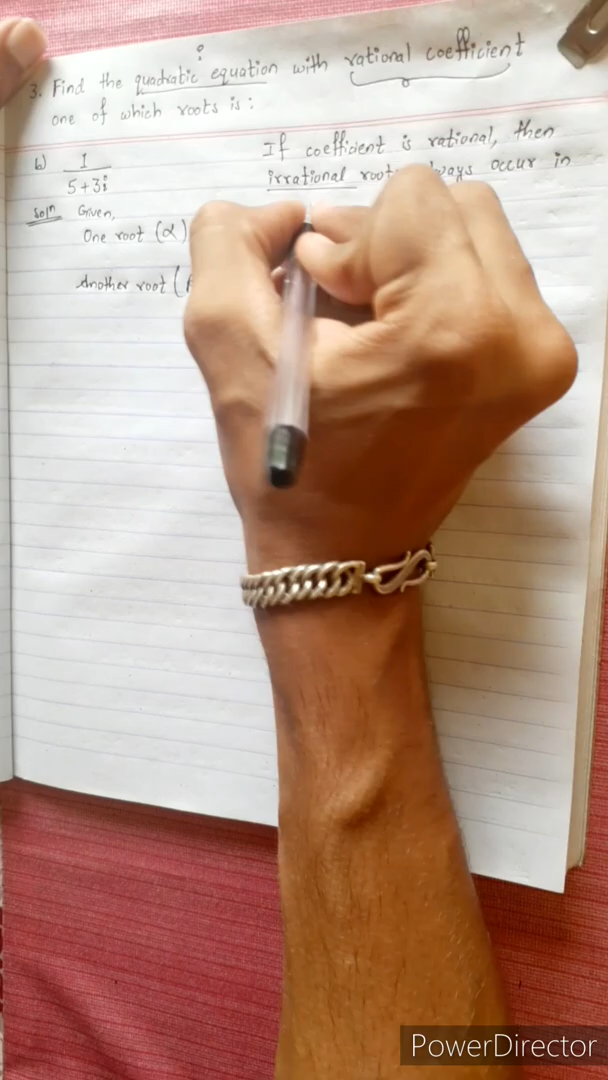 3. Find the quadratic equation with rational coefficient
one of which roots is :
b) 1
5+3i
Soln Given,
One root (α)
Another root (
If coefficient is rational, then
irrational occur in
PowerDirector